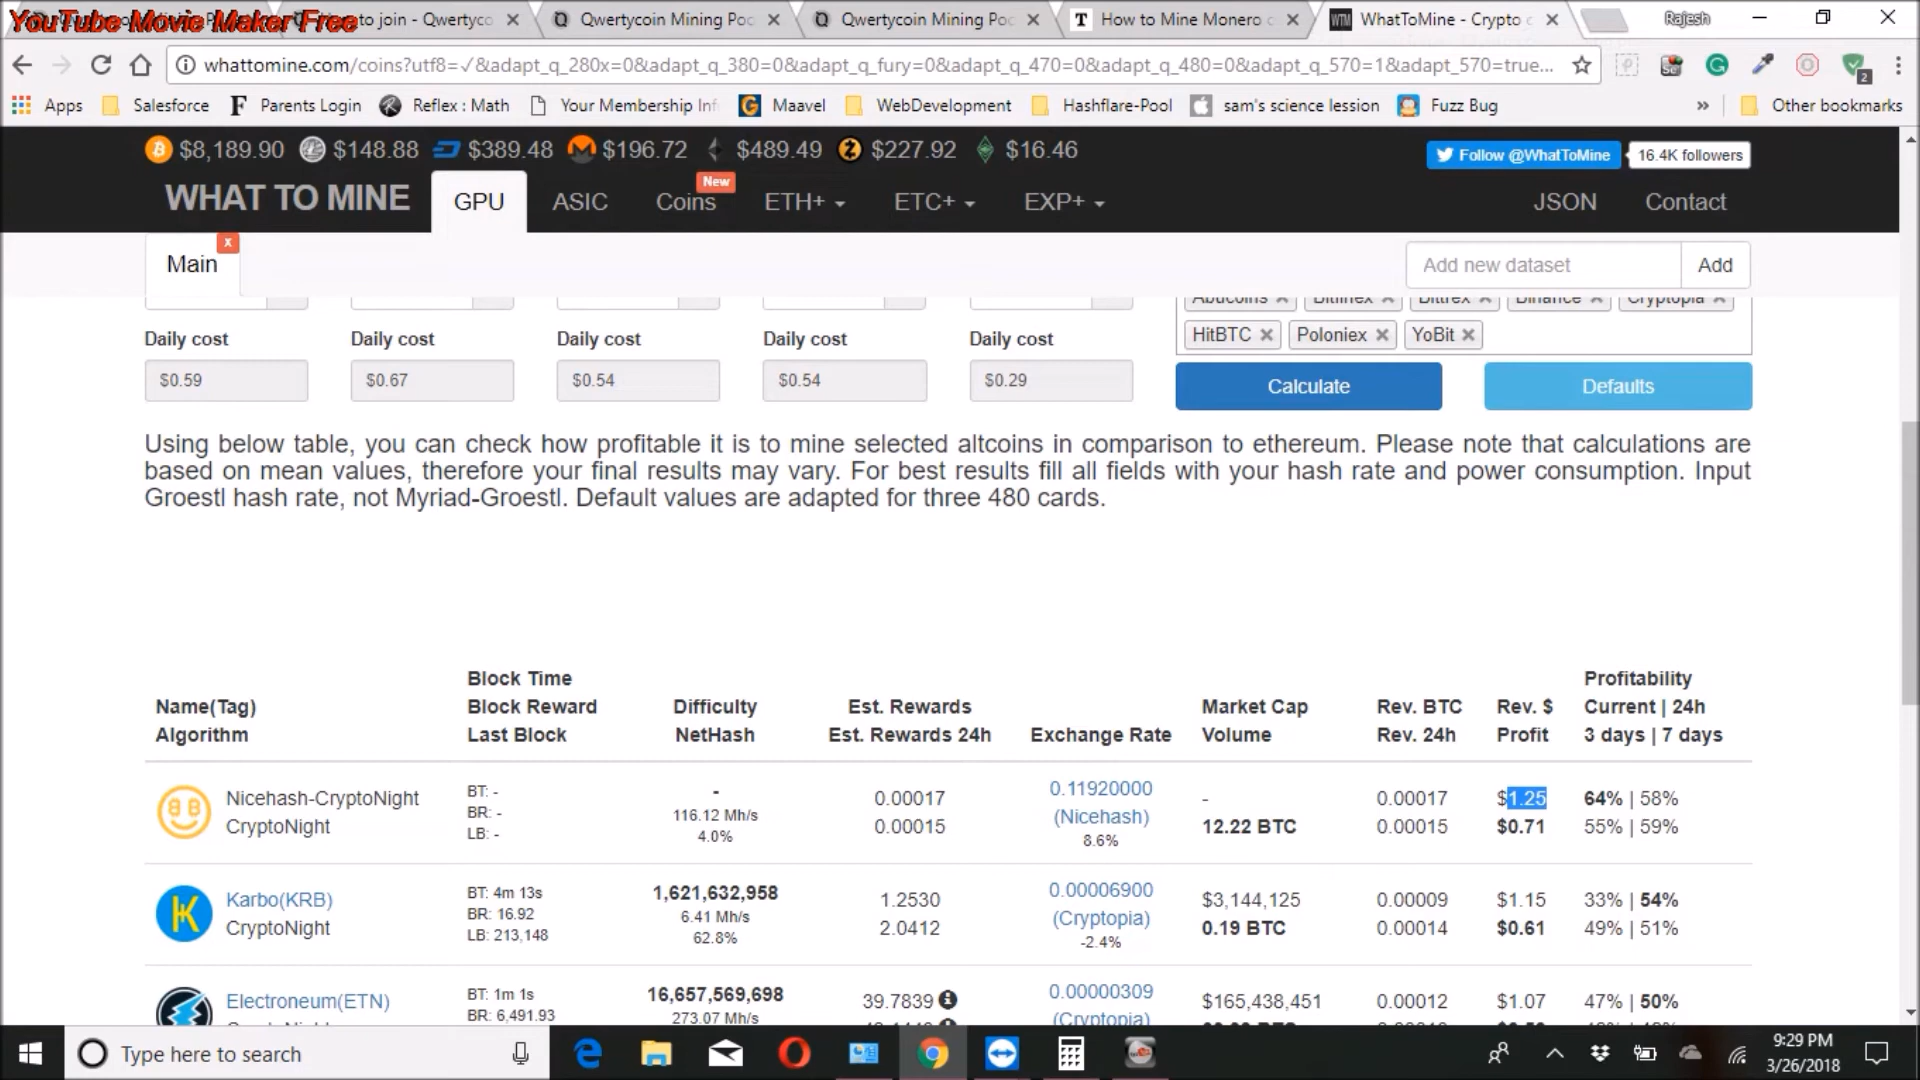 YouTube Movie Maker Free
to join - Qwertyco
Qwertycoin Mining Poo
Qwertycoin Mining Poo
How to Mine Monero
WhatToMine - Crypto
Rajesh
whattomine.com/coins?utf8=✓&adapt_q_280x=0&adapt_q_380=0&adapt_q_fury=0&adapt_q_470=0&adapt_q_480=0&adapt_q_570=1&adapt_570=true...
2
Apps
Salesforce
Parents Login
Reflex : Math
Your Membership Inf
Maavel
WebDevelopment
Hashflare-Pool
sam's science lession
Fuzz Bug
»
Other bookmarks
$8,189.90 $148.88 $389.48 $196.72 $489.49 $227.92 $16.46
Follow @WhatToMine
16.4K followers
WHAT TO MINE
GPU
ASIC
Coins
New
ETH+
ETC+
EXP+
JSON
Contact
Main
x
Add new dataset
Add
Abucoins × Bitfinex × Bittrex × Binance × Cryptopia ×
HitBTC × Poloniex × YoBit ×
Daily cost Daily cost Daily cost Daily cost Daily cost
$0.59 $0.67 $0.54 $0.54 $0.29
Calculate
Defaults
Using below table, you can check how profitable it is to mine selected altcoins in comparison to ethereum. Please note that calculations are
based on mean values, therefore your final results may vary. For best results fill all fields with your hash rate and power consumption. Input
Groestl hash rate, not Myriad-Groestl. Default values are adapted for three 480 cards.
Name(Tag)
Algorithm
Block Time
Block Reward
Last Block
Difficulty
NetHash
Est. Rewards
Est. Rewards 24h
Exchange Rate
Market Cap
Volume
Rev. BTC
Rev. 24h
Rev. $
Profit
Profitability
Current | 24h
3 days | 7 days
Nicehash-CryptoNight
CryptoNight
BT: -
BR: -
LB: -
-
116.12 Mh/s
4.0%
0.00017
0.00015
0.11920000
(Nicehash)
8.6%
-
12.22 BTC
0.00017
0.00015
$1.25
$0.71
64% | 58%
55% | 59%
Karbo(KRB)
CryptoNight
BT: 4m 13s
BR: 16.92
LB: 213,148
1,621,632,958
6.41 Mh/s
62.8%
1.2530
2.0412
0.00006900
(Cryptopia)
-2.4%
$3,144,125
0.19 BTC
0.00009
0.00014
$1.15
$0.61
33% | 54%
49% | 51%
Electroneum(ETN)
BT: 1m 1s
BR: 6,491.93
16,657,569,698
273.07 Mh/s
39.7839
0.00000309
(Cryptopia)
$165,438,451
0.00012
$1.07
47% | 50%
Type here to search
9:29 PM
3/26/2018